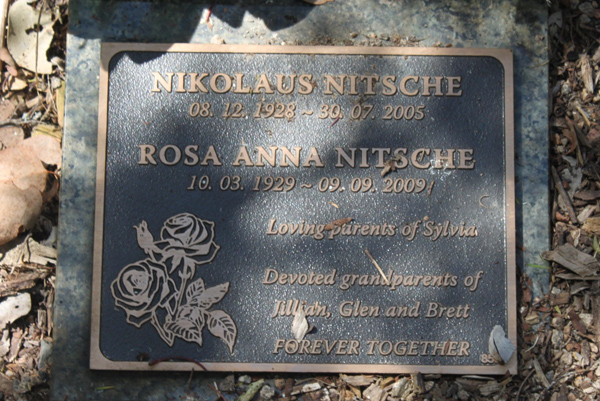 NIKOLAUS NITSCHE
08. 12. 1928 ~ 30. 07. 2005
ROSA ANNA NITSCHE
10. 03. 1929 ~ 09. 09. 2009
Loving parents of Sylvia
Devoted grandparents of
Jillian, Glen and Brett
FOREVER TOGETHER